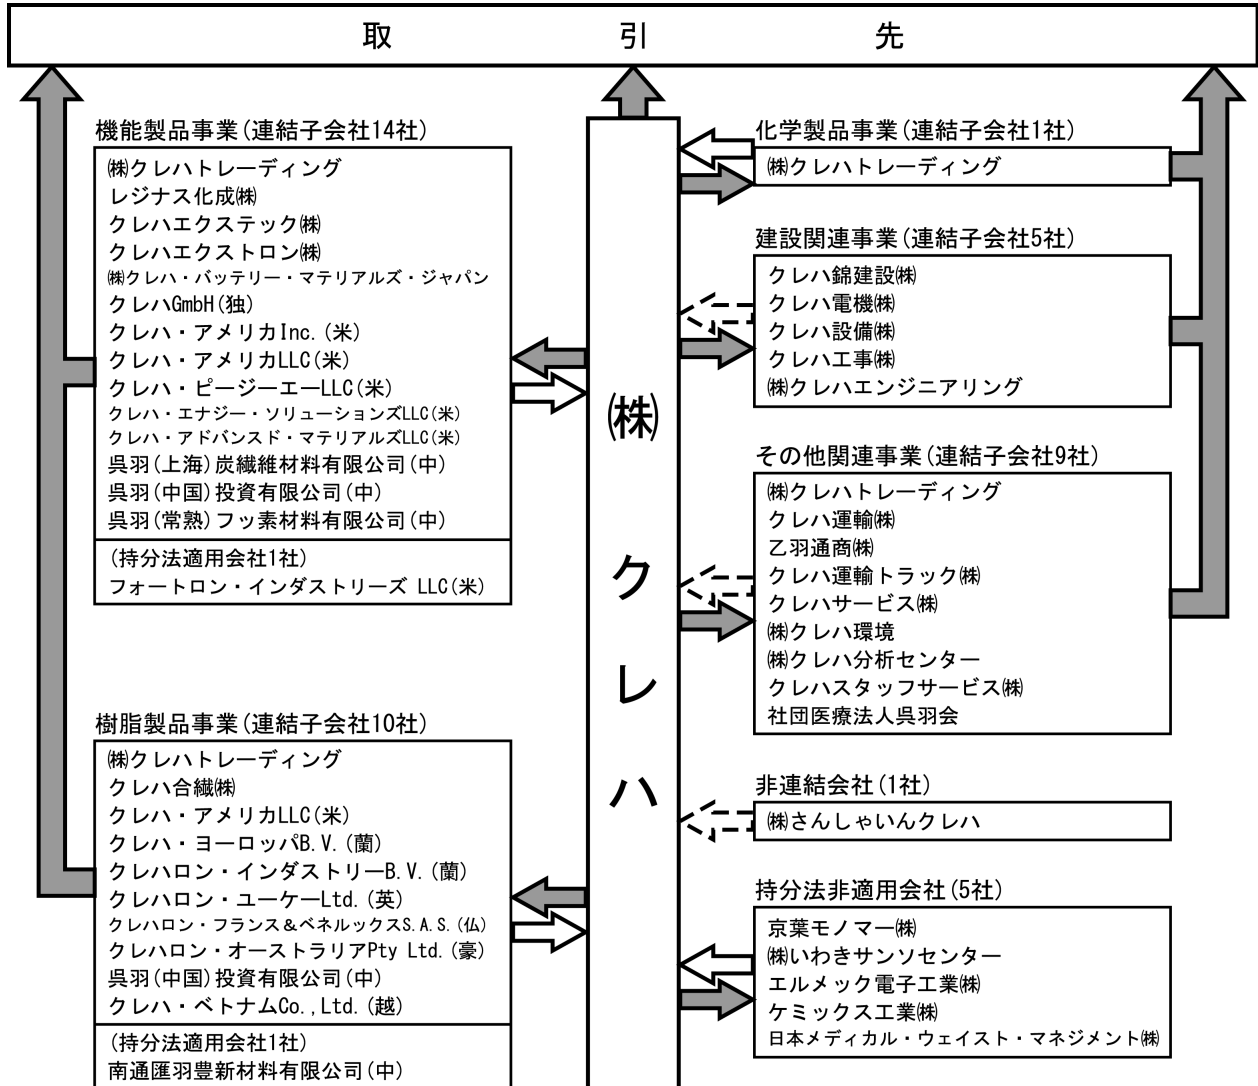 取引先
機能製品事業(連結子会社14社)
㈱クレハトレーディング
レジナス化成㈱
クレハエクステック㈱
クレハエクストロン㈱
㈱クレハ・バッテリー・マテリアルズ・ジャパン
クレハGmbH(独)
クレハ・アメリカInc.(米)
クレハ・アメリカLLC(米)
クレハ・ピージーエーLLC(米)
クレハ・エナジー・ソリューションズLLC(米)
クレハ・アドバンスド・マテリアルズLLC(米)
呉羽(上海)炭繊維材料有限公司(中)
呉羽(中国)投資有限公司(中)
呉羽(常熟)フッ素材料有限公司(中)
(持分法適用会社1社)
フォートロン・インダストリーズ LLC(米)
樹脂製品事業(連結子会社10社)
㈱クレハトレーディング
クレハ合繊㈱
クレハ・アメリカLLC(米)
クレハ・ヨーロッパB.V.(蘭)
クレハロン・インダストリーB.V.(蘭)
クレハロン・ユーケーLtd.(英)
クレハロン・フランス&ベネルックスS.A.S.(仏)
クレハロン・オーストラリアPty Ltd.(豪)
呉羽(中国)投資有限公司(中)
クレハ・ベトナムCo.,Ltd.(越)
(持分法適用会社1社)
南通匯羽豊新材料有限公司(中)
㈱クレハ
化学製品事業(連結子会社1社)
㈱クレハトレーディング
建設関連事業(連結子会社5社)
クレハ錦建設㈱
クレハ電機㈱
クレハ設備㈱
クレハ工事㈱
㈱クレハエンジニアリング
その他関連事業(連結子会社9社)
㈱クレハトレーディング
クレハ運輸㈱
乙羽通商㈱
クレハ運輸トラック㈱
クレハサービス㈱
㈱クレハ環境
㈱クレハ分析センター
クレハスタッフサービス㈱
社団医療法人呉羽会
非連結会社(1社)
㈱さんしゃいんクレハ
持分法非適用会社(5社)
京葉モノマー㈱
㈱いわきサンソセンター
エルメック電子工業㈱
ケミックス工業㈱
日本メディカル・ウェイスト・マネジメント㈱